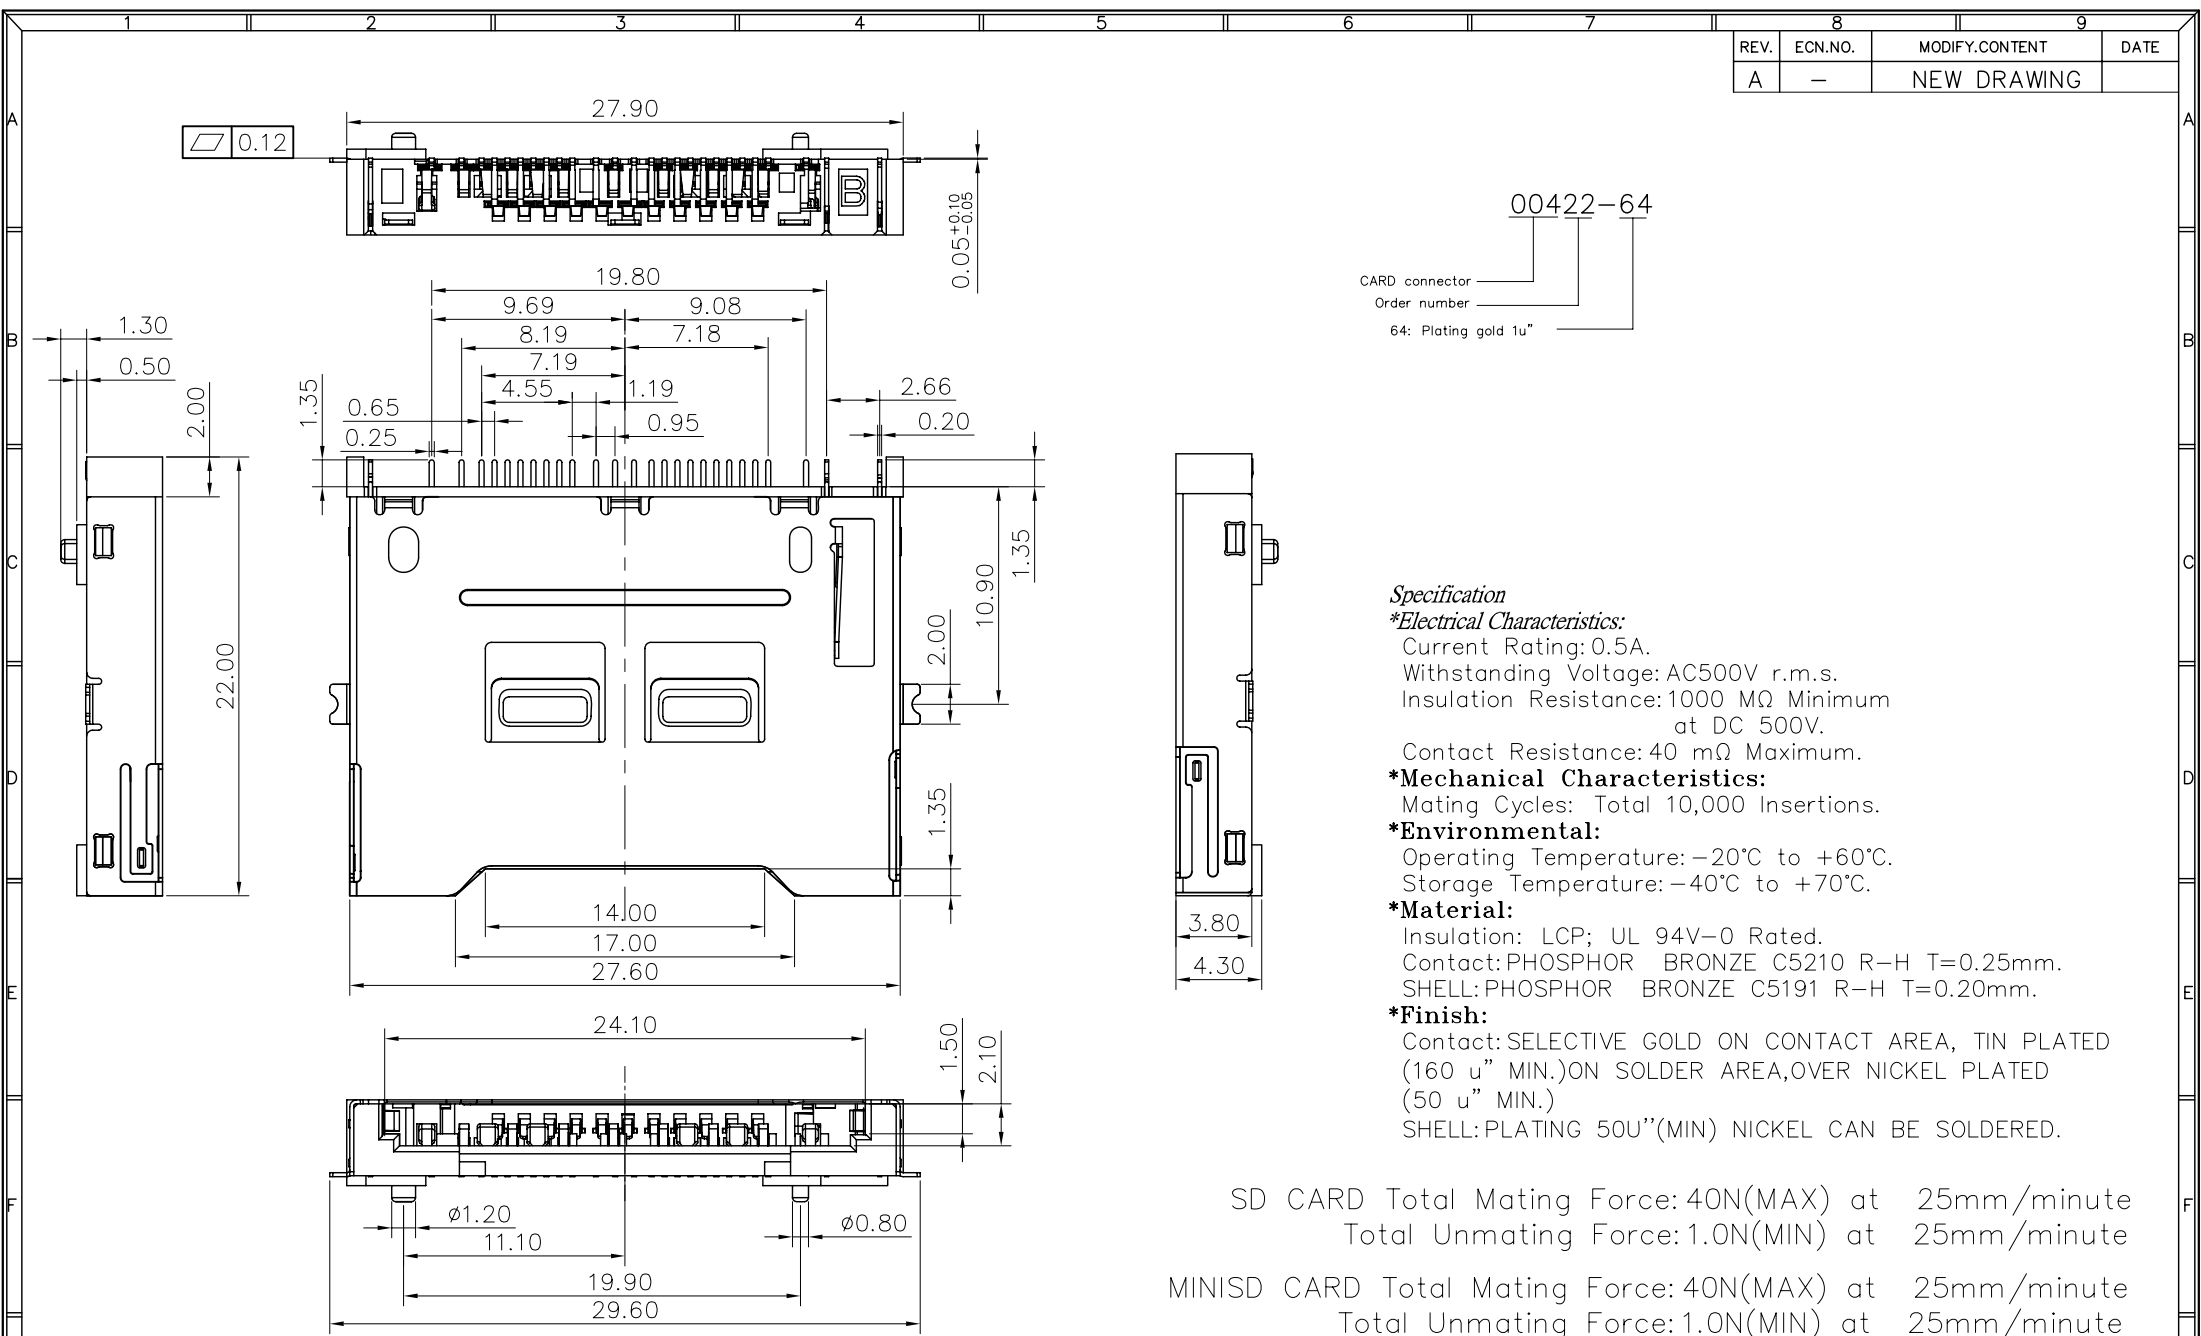 1 2 3 4 5 6 7 8 9
REV. ECN.NO. MODIFY.CONTENT DATE
A – NEW DRAWING
A
A
27.90
0.12
B
0.05+0.10
-0.05
00422-64
CARD connector
Order number
64: Plating gold 1u"
19.80
9.69 9.08
8.19 7.18
7.19
4.55 1.19 2.66
0.65 0.95 0.20
0.25
1.35
B
B
1.30
0.50
2.00
22.00
C
C
1.35
10.90
2.00
1.35
D
D
14.00
17.00
27.60
3.80
4.30
Specification
*Electrical Characteristics:
Current Rating: 0.5A.
Withstanding Voltage: AC500V r.m.s.
Insulation Resistance: 1000 MΩ Minimum
at DC 500V.
Contact Resistance: 40 mΩ Maximum.
*Mechanical Characteristics:
Mating Cycles: Total 10,000 Insertions.
*Environmental:
Operating Temperature: −20°C to +60°C.
Storage Temperature: −40°C to +70°C.
*Material:
Insulation: LCP; UL 94V−0 Rated.
Contact: PHOSPHOR BRONZE C5210 R−H T=0.25mm.
SHELL: PHOSPHOR BRONZE C5191 R−H T=0.20mm.
*Finish:
Contact: SELECTIVE GOLD ON CONTACT AREA, TIN PLATED
(160 u" MIN.)ON SOLDER AREA,OVER NICKEL PLATED
(50 u" MIN.)
SHELL: PLATING 50U''(MIN) NICKEL CAN BE SOLDERED.
E
E
24.10
1.50
2.10
ø1.20 ø0.80
11.10
19.90
29.60
F
F
SD CARD Total Mating Force: 40N(MAX) at 25mm/minute
Total Unmating Force: 1.0N(MIN) at 25mm/minute
MINISD CARD Total Mating Force: 40N(MAX) at 25mm/minute
Total Unmating Force: 1.0N(MIN) at 25mm/minute